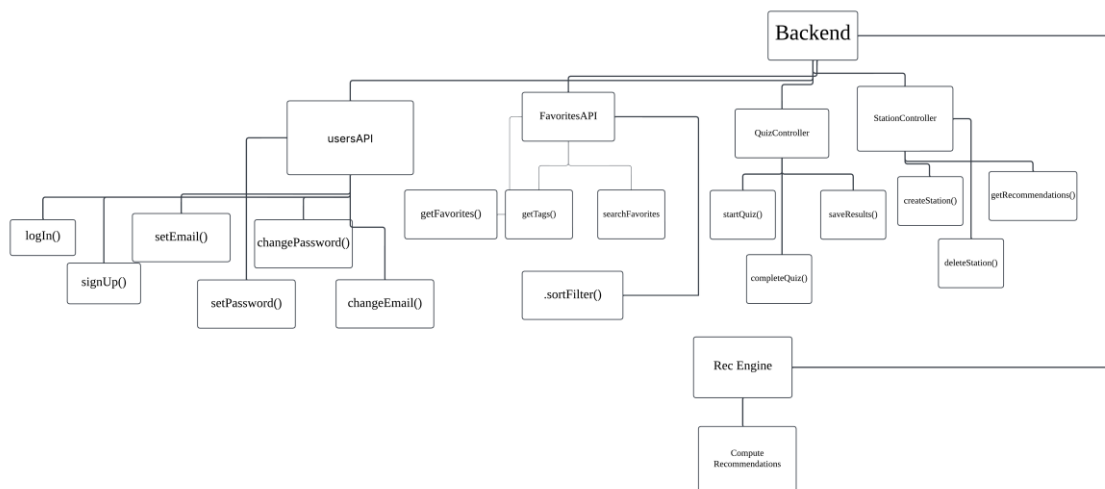 Backend
usersAPI
FavoritesAPI
QuizController
StationController
logIn()
signUp()
setEmail()
setPassword()
changePassword()
changeEmail()
getFavorites()
getTags()
searchFavorites
.sortFilter()
startQuiz()
completeQuiz()
saveResults()
createStation()
deleteStation()
getRecommendations()
Rec Engine
Compute
Recommendations